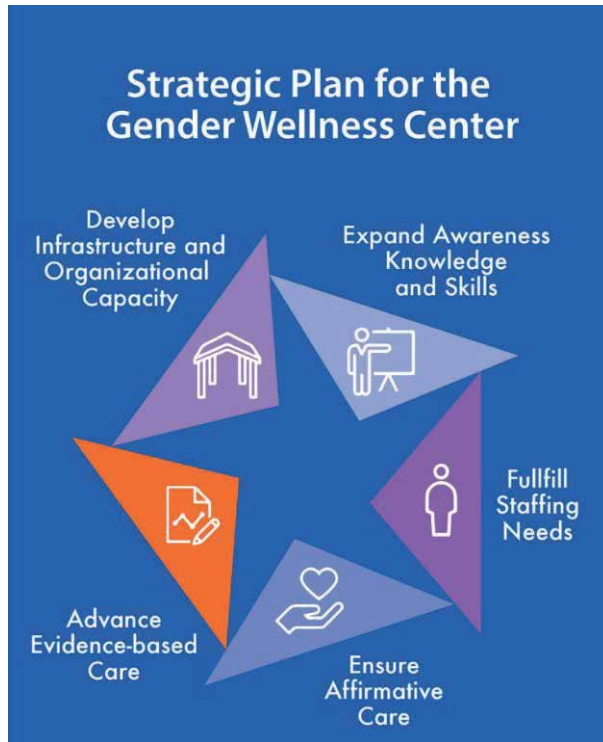 Strategic Plan for the
Gender Wellness Center
Develop
Infrastructure and
Organizational
Capacity
Expand Awareness
Knowledge
and Skills
Fullfill
Staffing
Needs
Ensure
Affirmative
Care
Advance
Evidence-based
Care